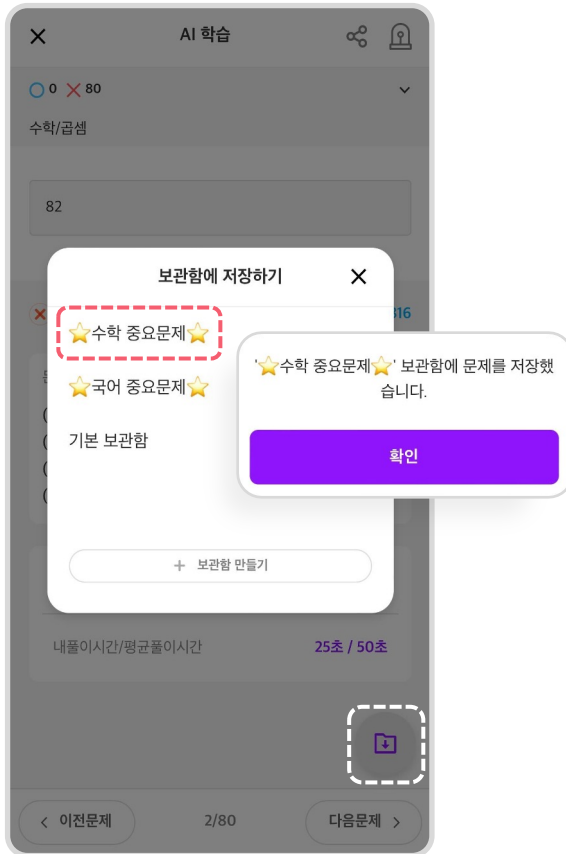 AI 학습
0 80
수학/곱셈
82
보관함에 저장하기
316
⭐수학 중요문제⭐
'⭐수학 중요문제⭐' 보관함에 문제를 저장했
습니다.
⭐국어 중요문제⭐
기본 보관함
확인
+ 보관함 만들기
내풀이시간/평균풀이시간 25초 / 50초
< 이전문제 2/80 다음문제 >